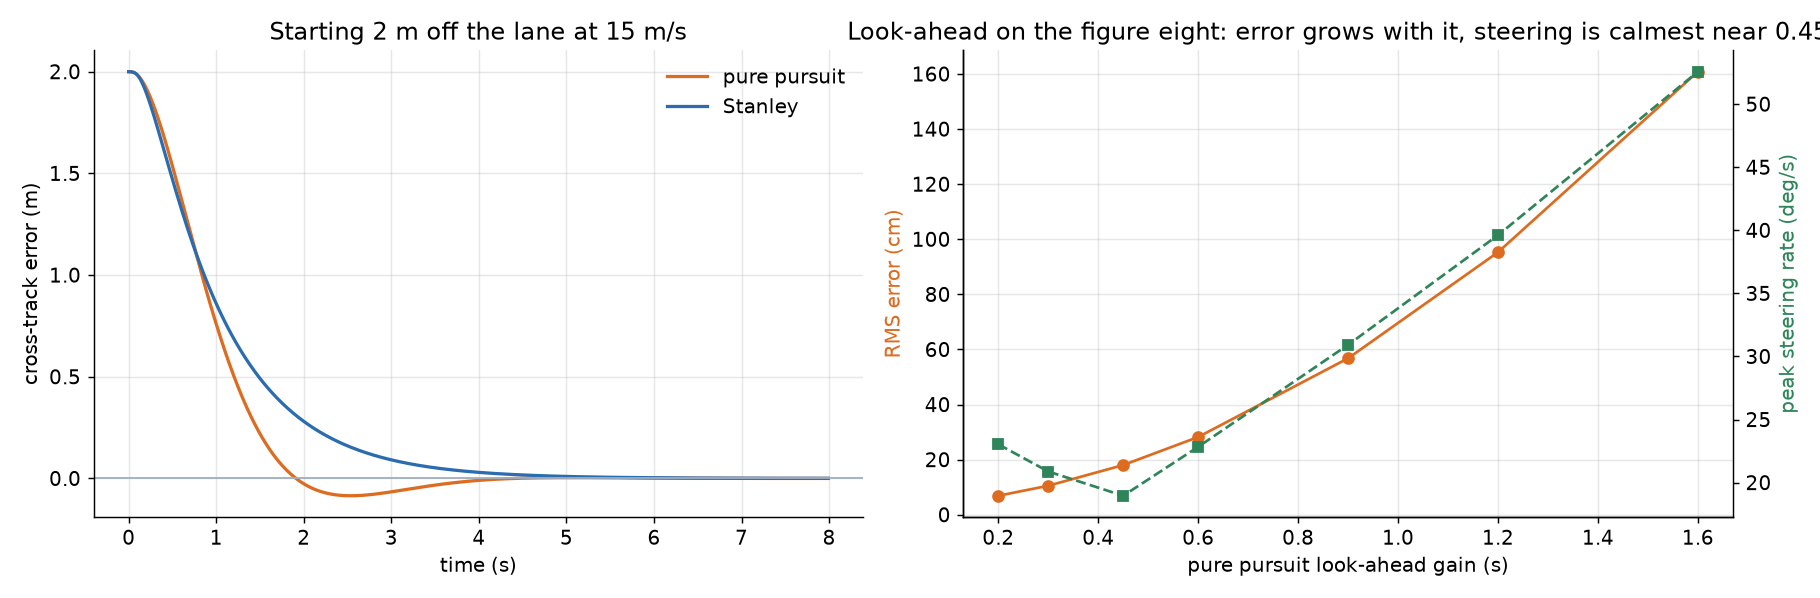 Starting 2 m off the lane at 15 m/s
cross-track error (m)
2.0
1.5
1.0
0.5
0.0
pure pursuit
Stanley
0 1 2 3 4 5 6 7 8
time (s)
Look-ahead on the figure eight: error grows with it, steering is calmest near 0.45
RMS error (cm)
160
140
120
100
80
60
40
20
0
0.2 0.4 0.6 0.8 1.0 1.2 1.4 1.6
pure pursuit look-ahead gain (s)
50
45
40
35
30
25
20
peak steering rate (deg/s)